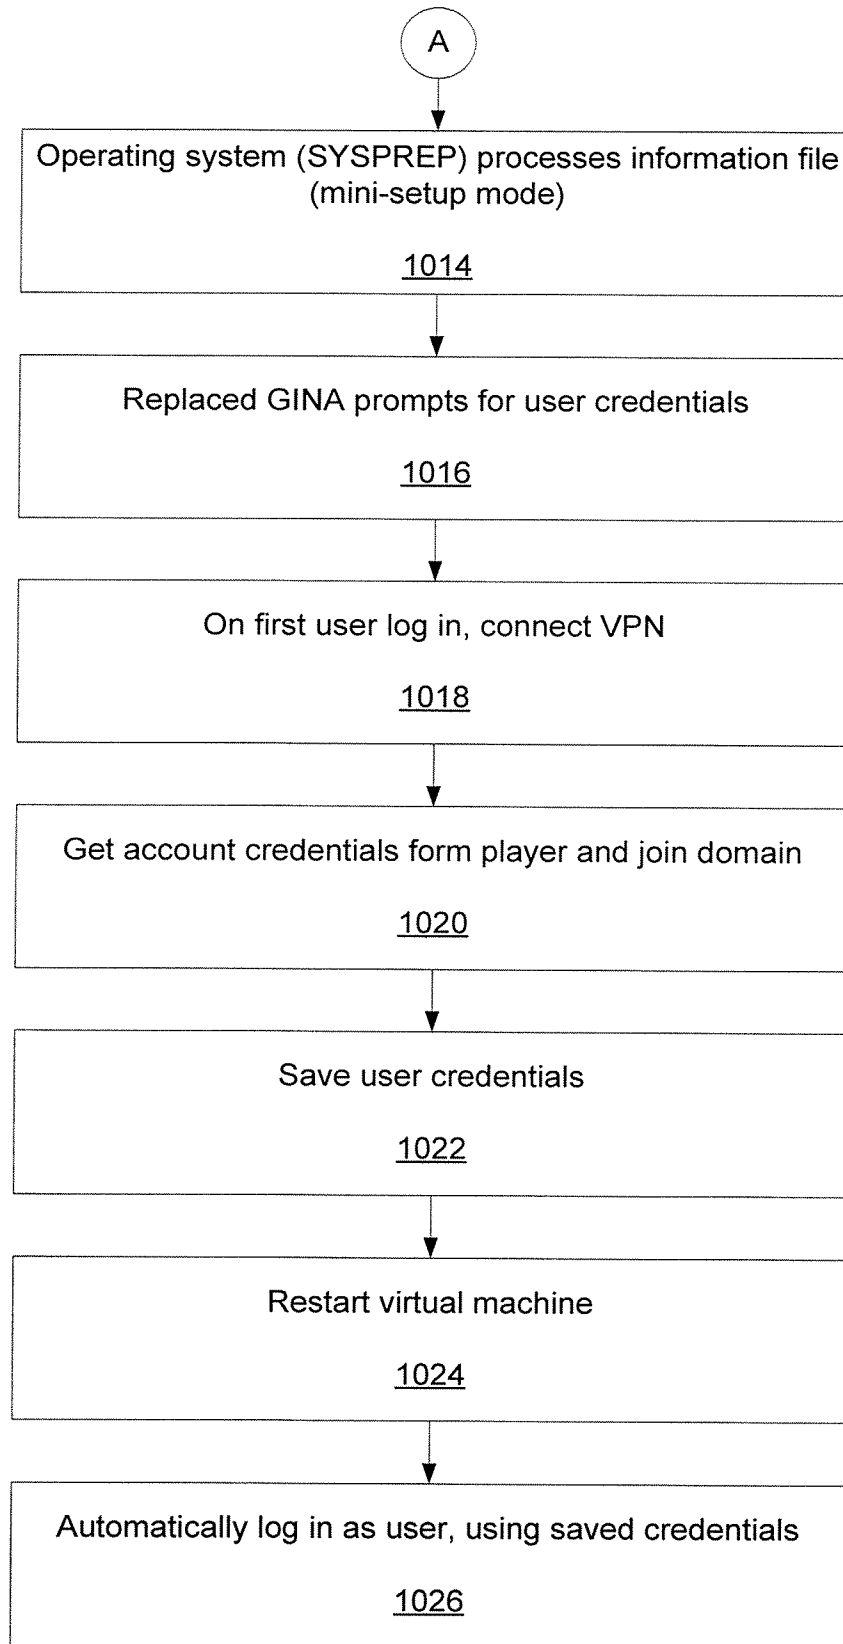 A
Operating system (SYSPREP) processes information file
(mini-setup mode)
1014
Replaced GINA prompts for user credentials
1016
On first user log in, connect VPN
1018
Get account credentials form player and join domain
1020
Save user credentials
1022
Restart virtual machine
1024
Automatically log in as user, using saved credentials
1026